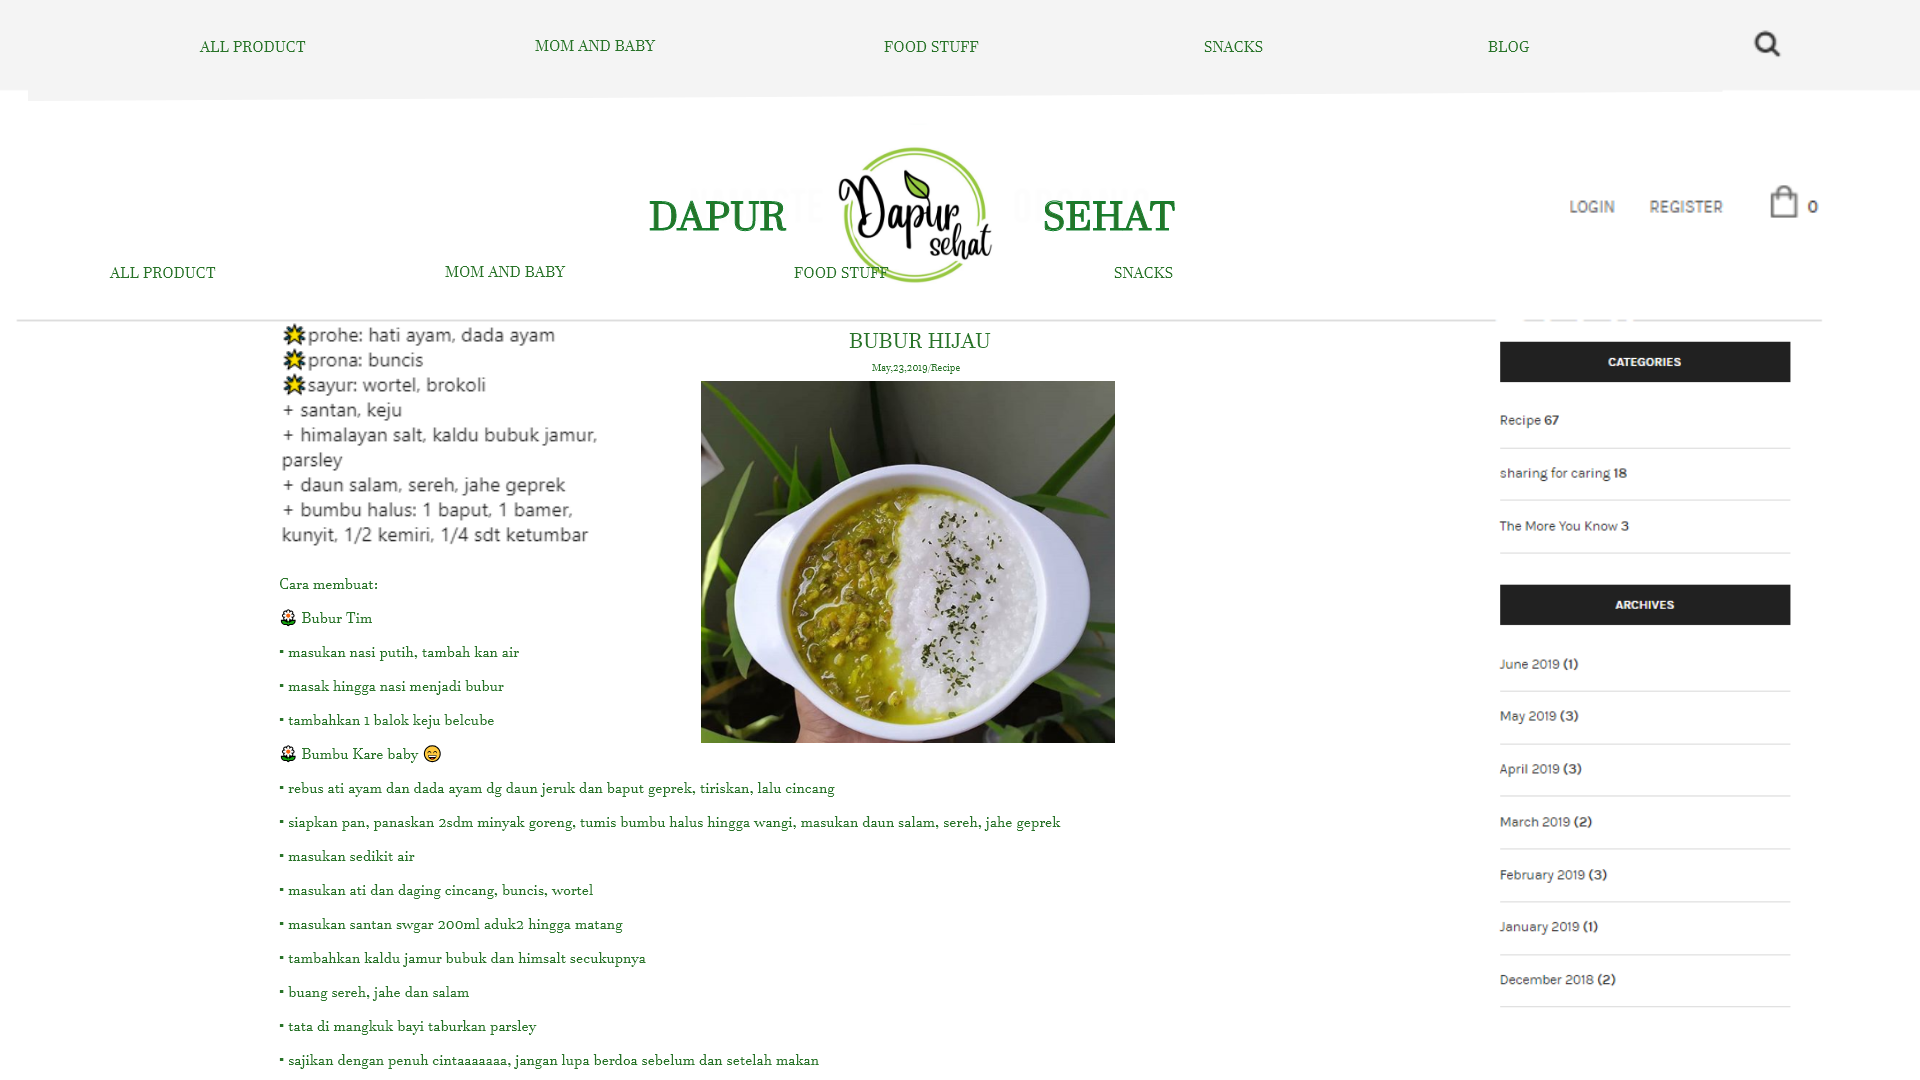 ALL PRODUCT
MOM AND BABY
FOOD STUFF
SNACKS
BLOG
DAPUR
Dapur
sehat
SEHAT
LOGIN
REGISTER
0
ALL PRODUCT
MOM AND BABY
FOOD STUFF
SNACKS
🌟prohe: hati ayam, dada ayam
🌟prona: buncis
🌟sayur: wortel, brokoli
+ santan, keju
+ himalayan salt, kaldu bubuk jamur,
parsley
+ daun salam, sereh, jahe geprek
+ bumbu halus: 1 baput, 1 bamer,
kunyit, 1/2 kemiri, 1/4 sdt ketumbar
BUBUR HIJAU
May,23,2019/Recipe
Cara membuat:
🌼 Bubur Tim
• masukan nasi putih, tambah kan air
• masak hingga nasi menjadi bubur
• tambahkan 1 balok keju belcube
🌼 Bumbu Kare baby 😄
• rebus ati ayam dan dada ayam dg daun jeruk dan baput geprek, tiriskan, lalu cincang
• siapkan pan, panaskan 2sdm minyak goreng, tumis bumbu halus hingga wangi, masukan daun salam, sereh, jahe geprek
• masukan sedikit air
• masukan ati dan daging cincang, buncis, wortel
• masukan santan swgar 200ml aduk2 hingga matang
• tambahkan kaldu jamur bubuk dan himsalt secukupnya
• buang sereh, jahe dan salam
• tata di mangkuk bayi taburkan parsley
• sajikan dengan penuh cintaaaaaaa, jangan lupa berdoa sebelum dan setelah makan
CATEGORIES
Recipe 67
sharing for caring 18
The More You Know 3
ARCHIVES
June 2019 (1)
May 2019 (3)
April 2019 (3)
March 2019 (2)
February 2019 (3)
January 2019 (1)
December 2018 (2)